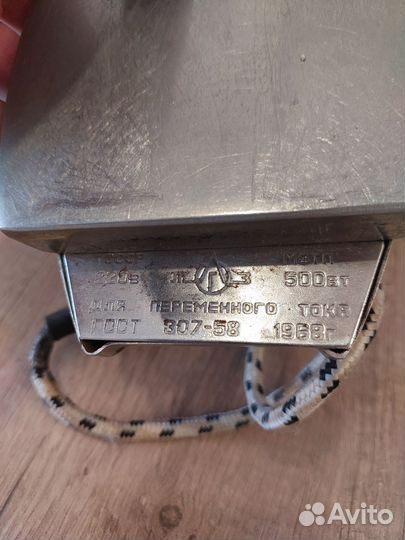 220в 500вт
для ПЕРЕМЕННОГО ТОКА
ГОСТ 307-58 1968г
Avito